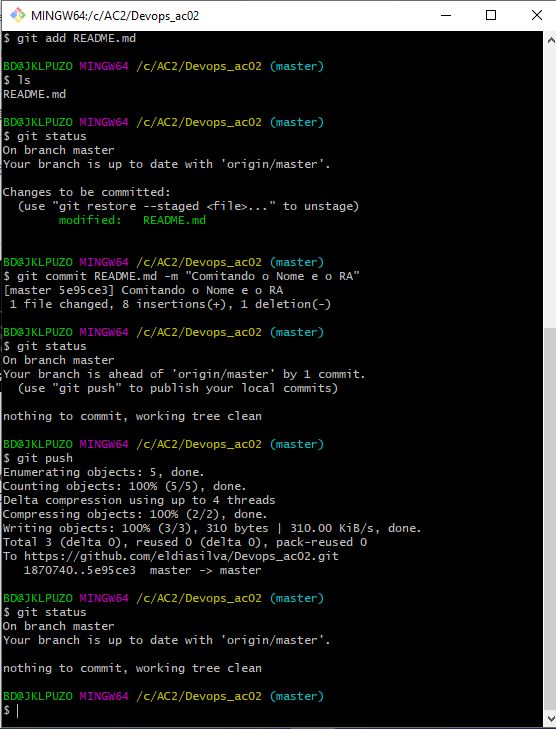 MINGW64:/c/AC2/Devops_ac02
$ git add README.md
BD@JKLPUZO MINGW64 /c/AC2/Devops_ac02 (master)
$ ls
README.md
BD@JKLPUZO MINGW64 /c/AC2/Devops_ac02 (master)
$ git status
On branch master
Your branch is up to date with 'origin/master'.
Changes to be committed:
  (use "git restore --staged <file>..." to unstage)
        modified:   README.md
BD@JKLPUZO MINGW64 /c/AC2/Devops_ac02 (master)
$ git commit README.md -m "Comitando o Nome e o RA"
[master 5e95ce3] Comitando o Nome e o RA
 1 file changed, 8 insertions(+), 1 deletion(-)
BD@JKLPUZO MINGW64 /c/AC2/Devops_ac02 (master)
$ git status
On branch master
Your branch is ahead of 'origin/master' by 1 commit.
  (use "git push" to publish your local commits)
nothing to commit, working tree clean
BD@JKLPUZO MINGW64 /c/AC2/Devops_ac02 (master)
$ git push
Enumerating objects: 5, done.
Counting objects: 100% (5/5), done.
Delta compression using up to 4 threads
Compressing objects: 100% (2/2), done.
Writing objects: 100% (3/3), 310 bytes | 310.00 KiB/s, done.
Total 3 (delta 0), reused 0 (delta 0), pack-reused 0
To https://github.com/eldiasilva/Devops_ac02.git
   1870740..5e95ce3  master -> master
BD@JKLPUZO MINGW64 /c/AC2/Devops_ac02 (master)
$ git status
On branch master
Your branch is up to date with 'origin/master'.
nothing to commit, working tree clean
BD@JKLPUZO MINGW64 /c/AC2/Devops_ac02 (master)
$